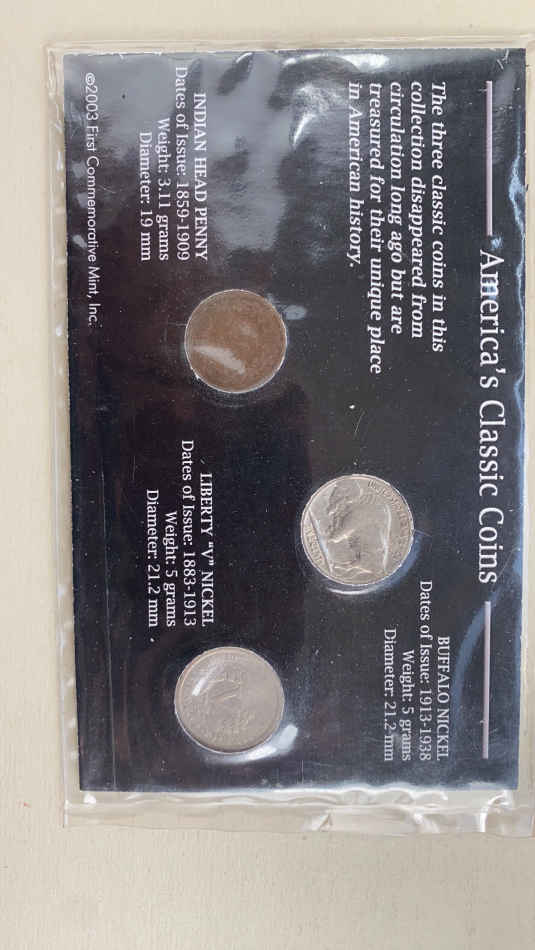 America's Classic Coins
The three classic coins in this
collection disappeared from
circulation long ago but are
treasured for their unique place
in American history.
BUFFALO NICKEL
Dates of Issue: 1913-1938
Weight: 5 grams
Diameter: 21.2 mm
INDIAN HEAD PENNY
Dates of Issue: 1859-1909
Weight: 3.11 grams
Diameter: 19 mm
LIBERTY "V" NICKEL
Dates of Issue: 1883-1913
Weight: 5 grams
Diameter: 21.2 mm
©2003 First Commemorative Mint, Inc.